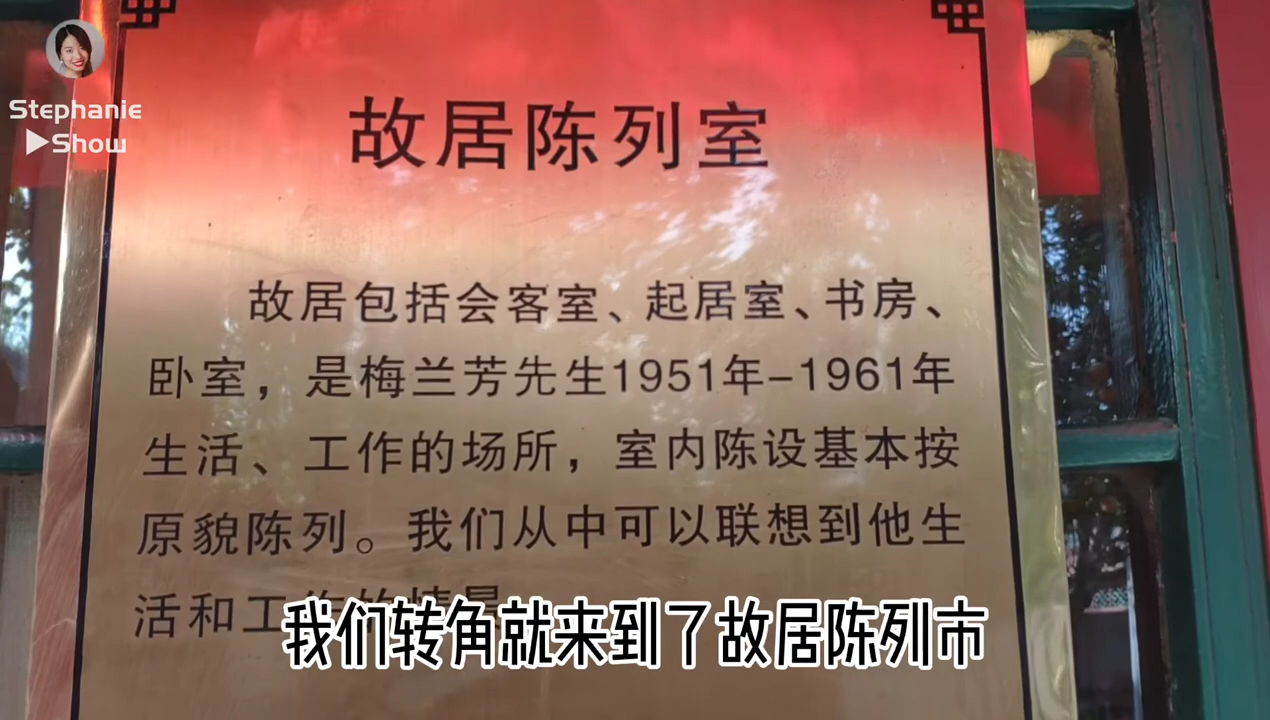 Stephanie
Show
故居陈列室
故居包括会客室、起居室、书房、
卧室，是梅兰芳先生1951年-1961年
生活、工作的场所，室内陈设基本按
原貌陈列。我们从中可以联想到他生
活和工作的情景
我们转角就来到了故居陈列市